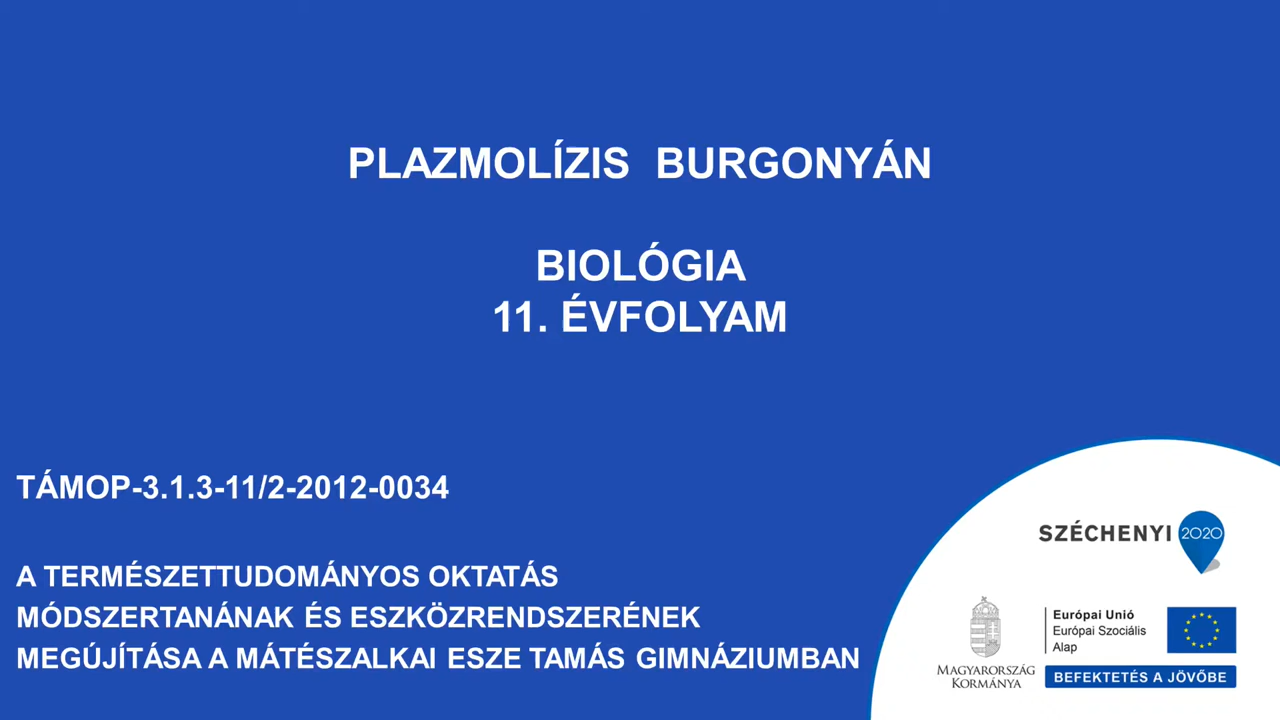 PLAZMOLÍZIS BURGONYÁN
BIOLÓGIA
11. ÉVFOLYAM
TÁMOP-3.1.3-11/2-2012-0034
A TERMÉSZETTUDOMÁNYOS OKTATÁS
MÓDSZERTANÁNAK ÉS ESZKÖZRENDSZERÉNEK
MEGÚJÍTÁSA A MÁTÉSZALKAI ESZE TAMÁS GIMNÁZIUMBAN
SZÉCHENYI 2020
MAGYARORSZÁG
KORMÁNYA
Európai Unió
Európai Szociális
Alap
BEFEKTETÉS A JÖVŐBE